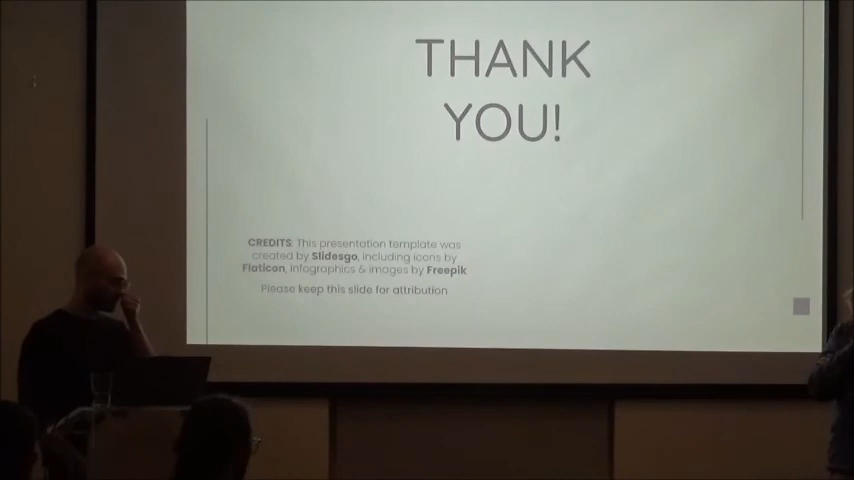 THANK
YOU!
CREDITS: This presentation template was
created by Slidesgo, including icons by
Flaticon, infographics & images by Freepik
Please keep this slide for attribution